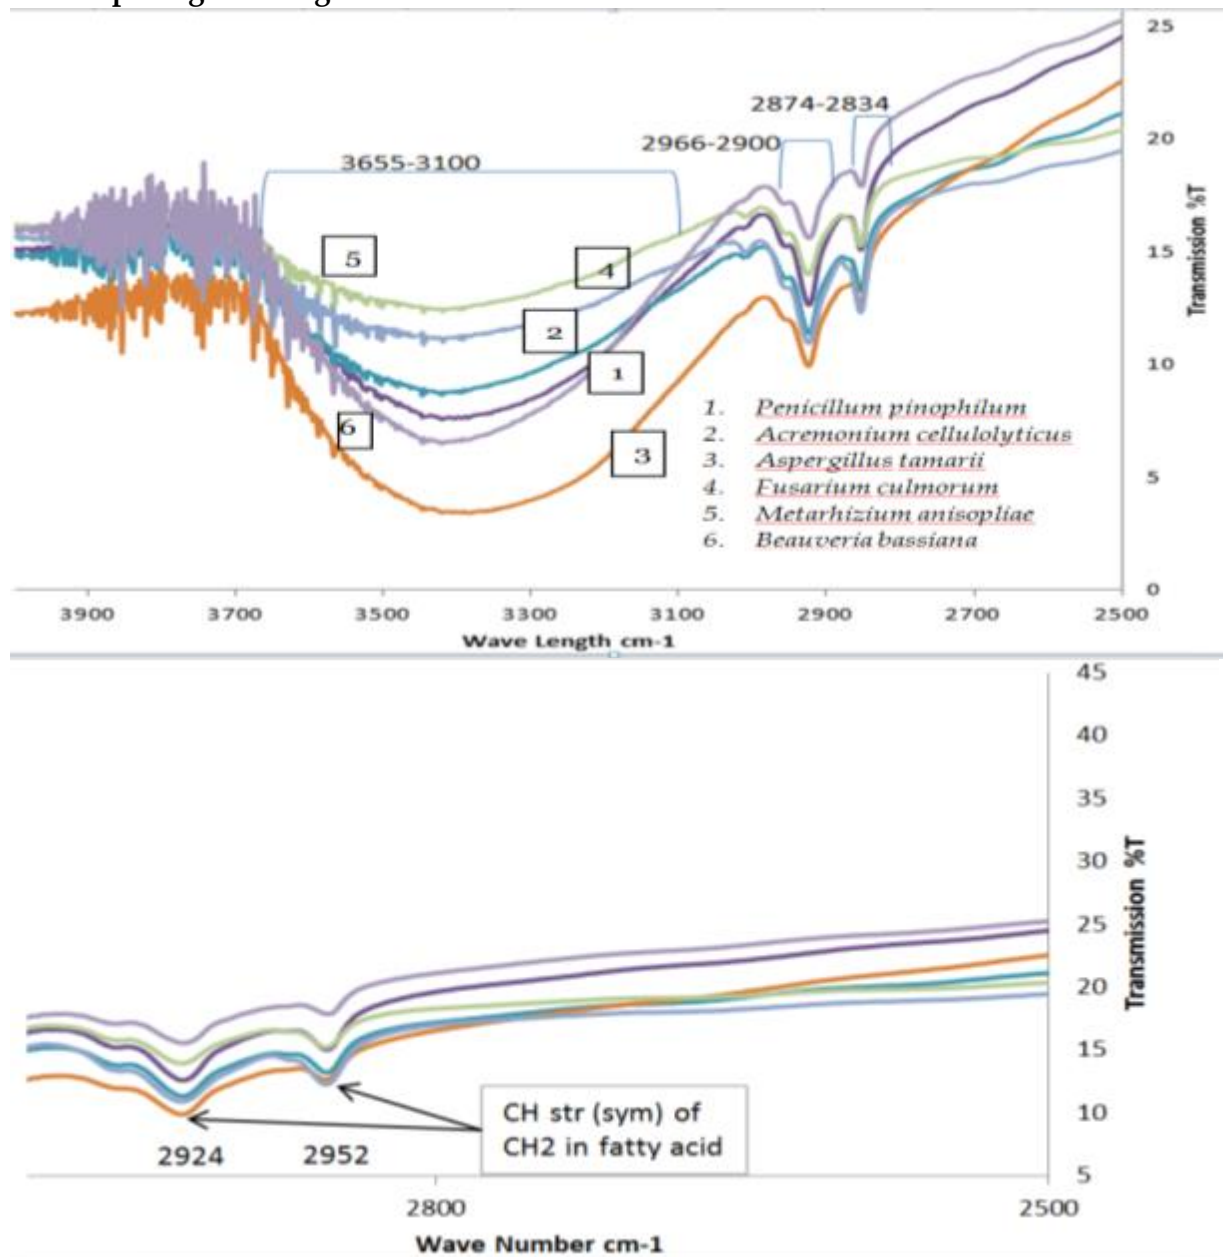 2874-2834
2966-2900
3655-3100
5
4
2
1
6
3
1. Penicillum pinophilum
2. Acremonium cellulolyticus
3. Aspergillus tamarii
4. Fusarium culmorum
5. Metarhizium anisopliae
6. Beauveria bassiana
25
20
15
10
5
0
Transmission %T
3900 3700 3500 3300 3100 2900 2700 2500
Wave Length cm-1
45
40
35
30
25
20
15
10
5
Transmission %T
CH str (sym) of
CH2 in fatty acid
2924 2952
2800 2500
Wave Number cm-1